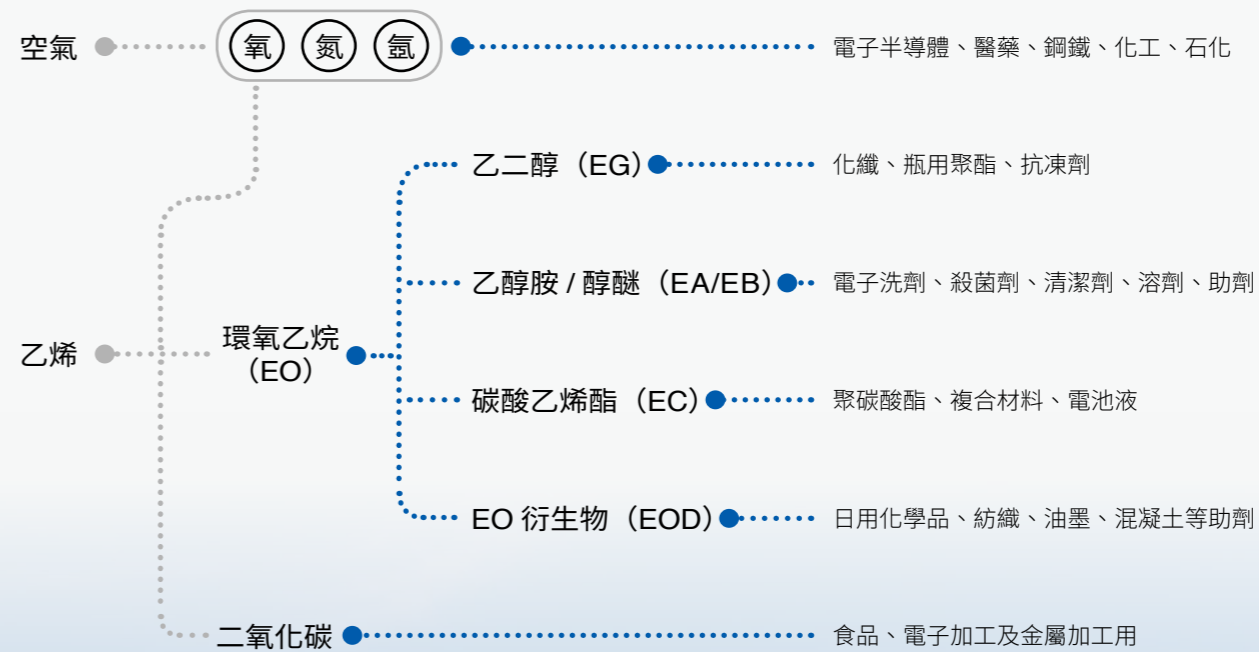 空氣
氧 氮 氬
電子半導體、醫藥、鋼鐵、化工、石化
乙二醇（EG）
化纖、瓶用聚酯、抗凍劑
乙醇胺 / 醇醚（EA/EB）
電子洗劑、殺菌劑、清潔劑、溶劑、助劑
乙烯
環氧乙烷
（EO）
碳酸乙烯酯（EC）
聚碳酸酯、複合材料、電池液
EO 衍生物（EOD）
日用化學品、紡織、油墨、混凝土等助劑
二氧化碳
食品、電子加工及金屬加工用